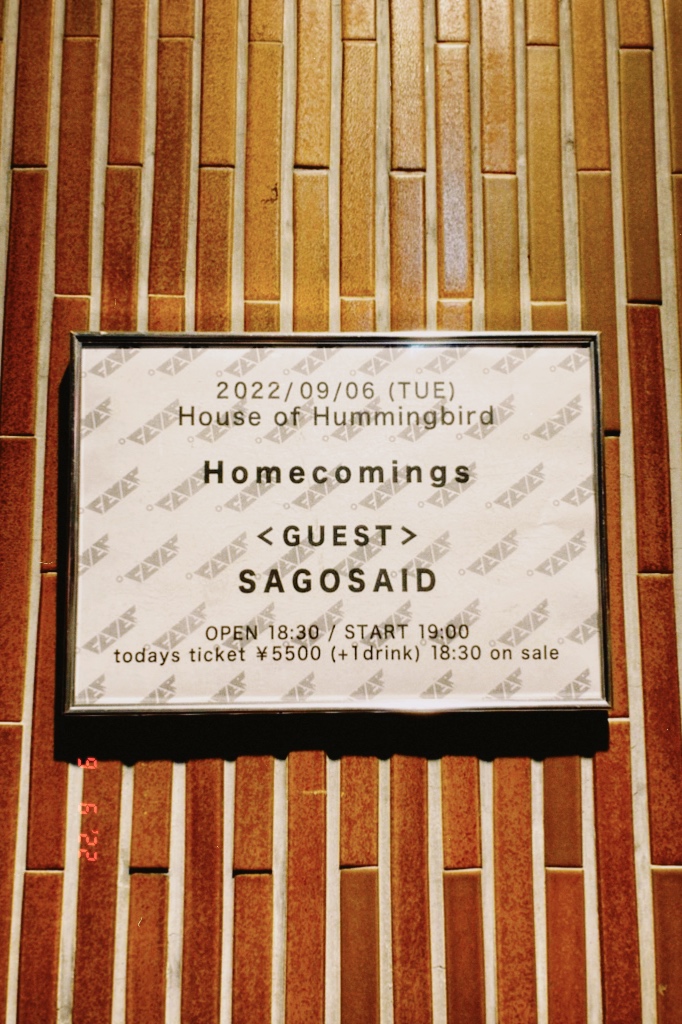 2022/09/06 (TUE)
House of Hummingbird
Homecomings
<GUEST>
SAGOSAID
OPEN 18:30 / START 19:00
todays ticket ¥5500 (+1drink) 18:30 on sale
'22 9 6